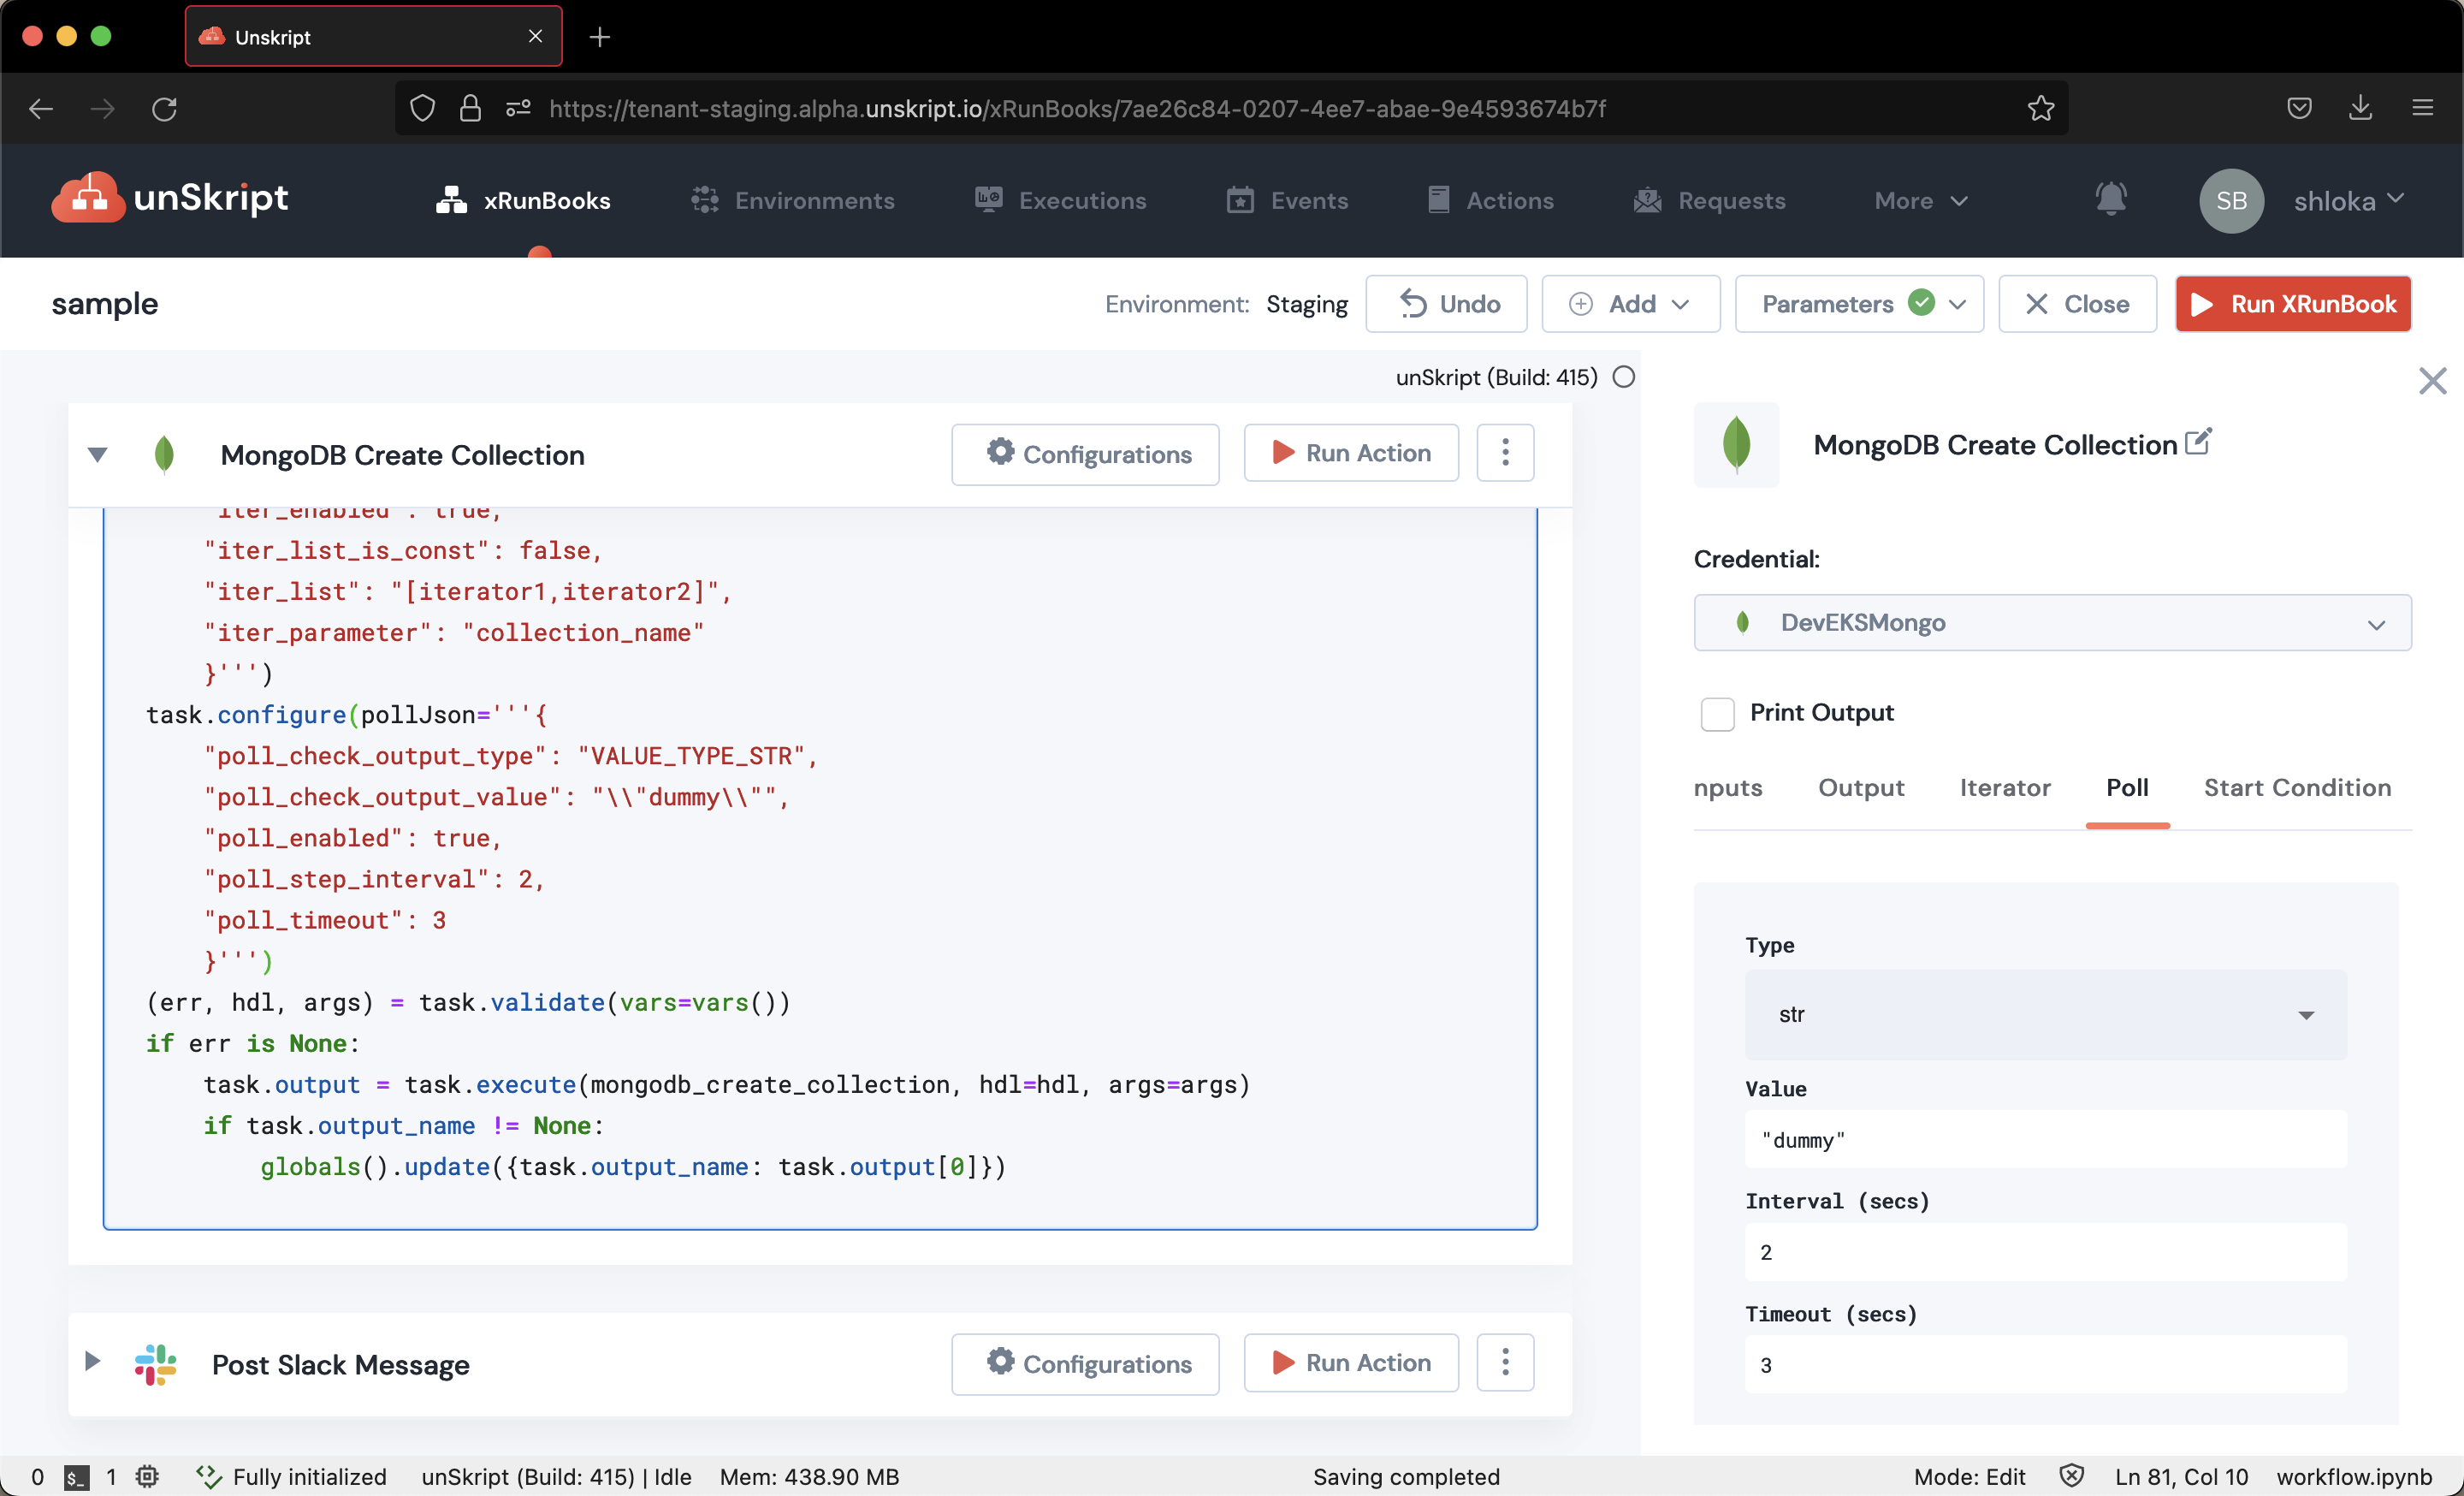 Unskript
https://tenant-staging.alpha.unskript.io/xRunBooks/7ae26c84-0207-4ee7-abae-9e4593674b7f
unSkript
xRunBooks
Environments
Executions
Events
Actions
Requests
More
SB
shloka
sample
Environment: Staging
Undo
Add
Parameters
Close
Run XRunBook
unSkript (Build: 415)
MongoDB Create Collection
Configurations
Run Action
"iter_enabled": true,
"iter_list_is_const": false,
"iter_list": "[iterator1,iterator2]",
"iter_parameter": "collection_name"
}''')
task.configure(pollJson='''{
"poll_check_output_type": "VALUE_TYPE_STR",
"poll_check_output_value": "\\"dummy\\"",
"poll_enabled": true,
"poll_step_interval": 2,
"poll_timeout": 3
}''')
(err, hdl, args) = task.validate(vars=vars())
if err is None:
task.output = task.execute(mongodb_create_collection, hdl=hdl, args=args)
if task.output_name != None:
globals().update({task.output_name: task.output[0]})
Post Slack Message
Configurations
Run Action
MongoDB Create Collection
Credential:
DevEKSMongo
Print Output
nputs
Output
Iterator
Poll
Start Condition
Type
str
Value
"dummy"
Interval (secs)
2
Timeout (secs)
3
0
$_
1
Fully initialized
unSkript (Build: 415) | Idle
Mem: 438.90 MB
Saving completed
Mode: Edit
Ln 81, Col 10
workflow.ipynb